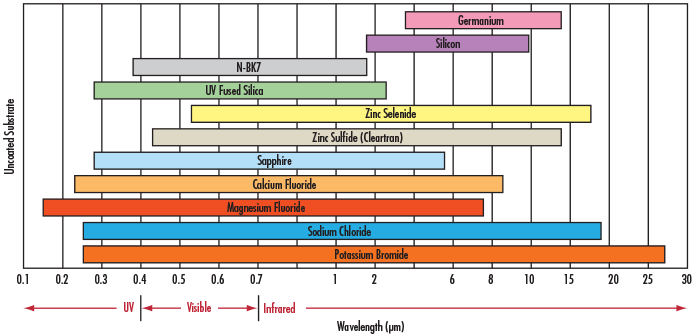 Germanium
Silicon
N-BK7
UV Fused Silica
Zinc Selenide
Zinc Sulfide (Cleartran)
Sapphire
Calcium Fluoride
Magnesium Fluoride
Sodium Chloride
Potassium Bromide
Uncoated Substrate
0.1 0.2 0.3 0.4 0.5 0.6 0.7 1 2 6 8 10 15 20 25 30
UV Visible Infrared
Wavelength (μm)